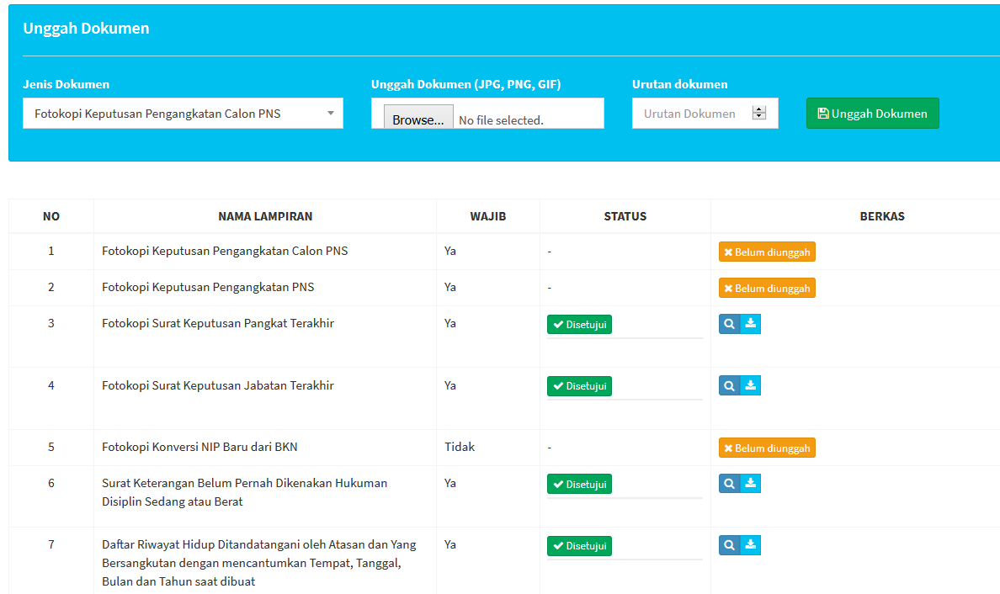 Unggah Dokumen
Jenis Dokumen
Unggah Dokumen (JPG, PNG, GIF)
Urutan dokumen
Fotokopi Keputusan Pengangkatan Calon PNS
Browse... No file selected.
Urutan Dokumen
Unggah Dokumen
NO NAMA LAMPIRAN WAJIB STATUS BERKAS
1 Fotokopi Keputusan Pengangkatan Calon PNS Ya - Belum diunggah
2 Fotokopi Keputusan Pengangkatan PNS Ya - Belum diunggah
3 Fotokopi Surat Keputusan Pangkat Terakhir Ya Disetujui
4 Fotokopi Surat Keputusan Jabatan Terakhir Ya Disetujui
5 Fotokopi Konversi NIP Baru dari BKN Tidak - Belum diunggah
6 Surat Keterangan Belum Pernah Dikenakan Hukuman Ya Disetujui
Disiplin Sedang atau Berat
7 Daftar Riwayat Hidup Ditandatangani oleh Atasan dan Yang Ya Disetujui
Bersangkutan dengan mencantumkan Tempat, Tanggal,
Bulan dan Tahun saat dibuat